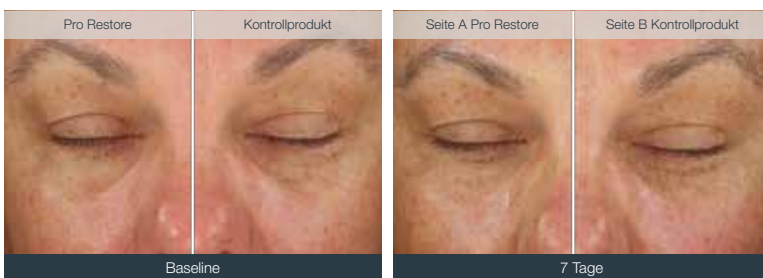 Pro Restore
Kontrollprodukt
Seite A Pro Restore
Seite B Kontrollprodukt
Baseline
7 Tage